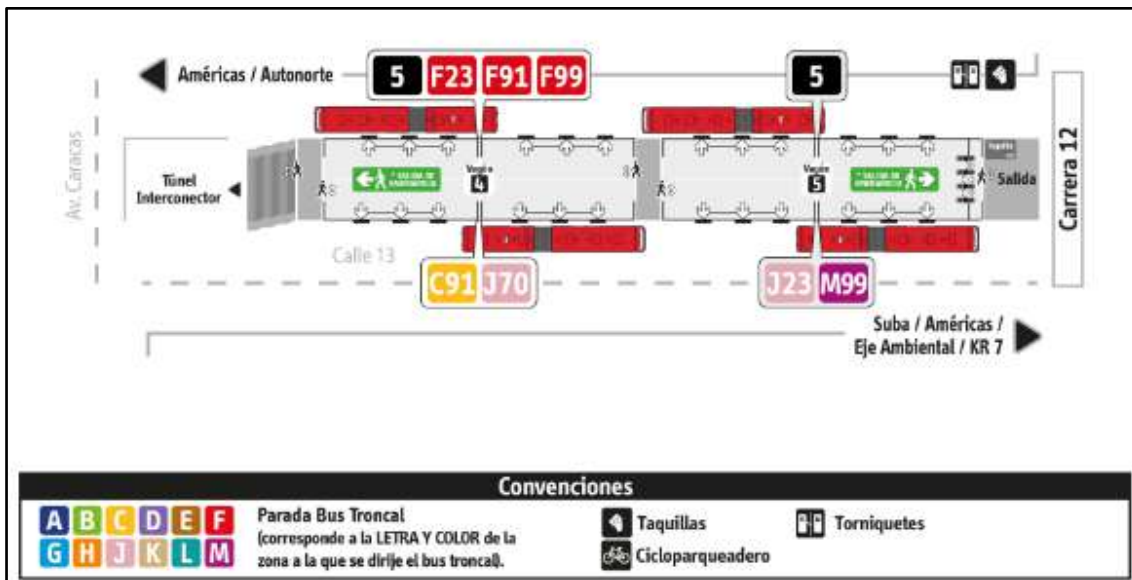 Américas / Autonorte
5 F23 F91 F99
5
Av. Caracas
Túnel
Interconector
Vagón
4
Vagón
5
Salida
Carrera 12
Calle 13
C91 J70
J23 M99
Suba / Américas /
Eje Ambiental / KR 7
Convenciones
A B C D E F
G H J K L M
Parada Bus Troncal
(corresponde a la LETRA Y COLOR de la
zona a la que se dirije el bus troncal).
Taquillas
Cicloparqueadero
Torniquetes